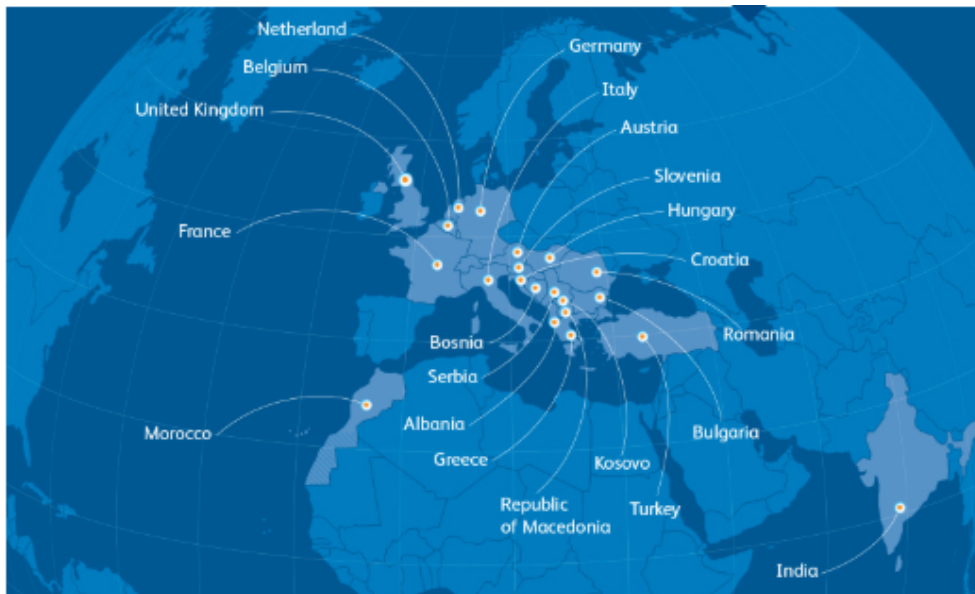 Netherland
Germany
Belgium
Italy
United Kingdom
Austria
Slovenia
Hungary
France
Croatia
Romania
Bosnia
Serbia
Albania
Morocco
Bulgaria
Greece
Kosovo
Republic
of Macedonia
Turkey
India